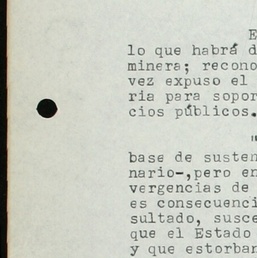 E
lo que habrá d
minera; recono
vez expuso el
ria para sopor
cios públicos.
"
base de susten
nario-,pero en
vergencias de
es consecuenci
sultado, susce
que el Estado
y que estorban